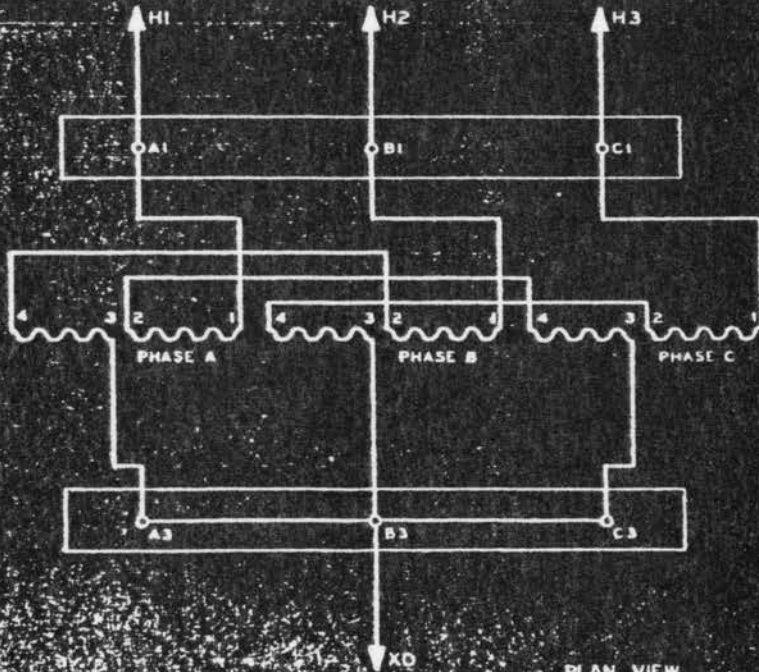 H1 H2 H3
A1 B1 C1
4 3 2 1 4 3 2 1 4 3 2 1
PHASE A PHASE B PHASE C
A3 B3 C3
XO
PLAN VIEW